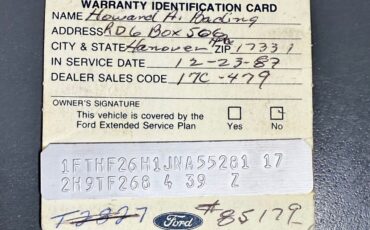 WARRANTY IDENTIFICATION CARD
NAME Howard H. Bading
ADDRESS RD6 Box 566
CITY & STATE Hanover Pa ZIP 17331
IN SERVICE DATE 12-23-87
DEALER SALES CODE 17C-479
OWNER'S SIGNATURE
This vehicle is covered by the
Ford Extended Service Plan
Yes No
1FTHF26H1JNA55281 17
2H9TF268 4 39 Z
T2827 Ford #85179